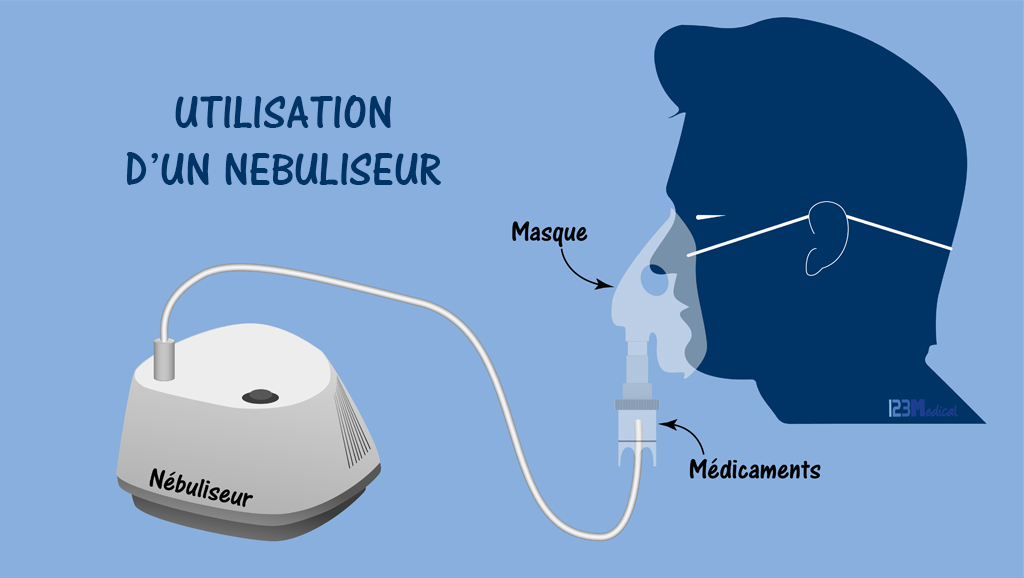 UTILISATION
D'UN NEBULISEUR
Masque
Médicaments
Nébuliseur
123Medical